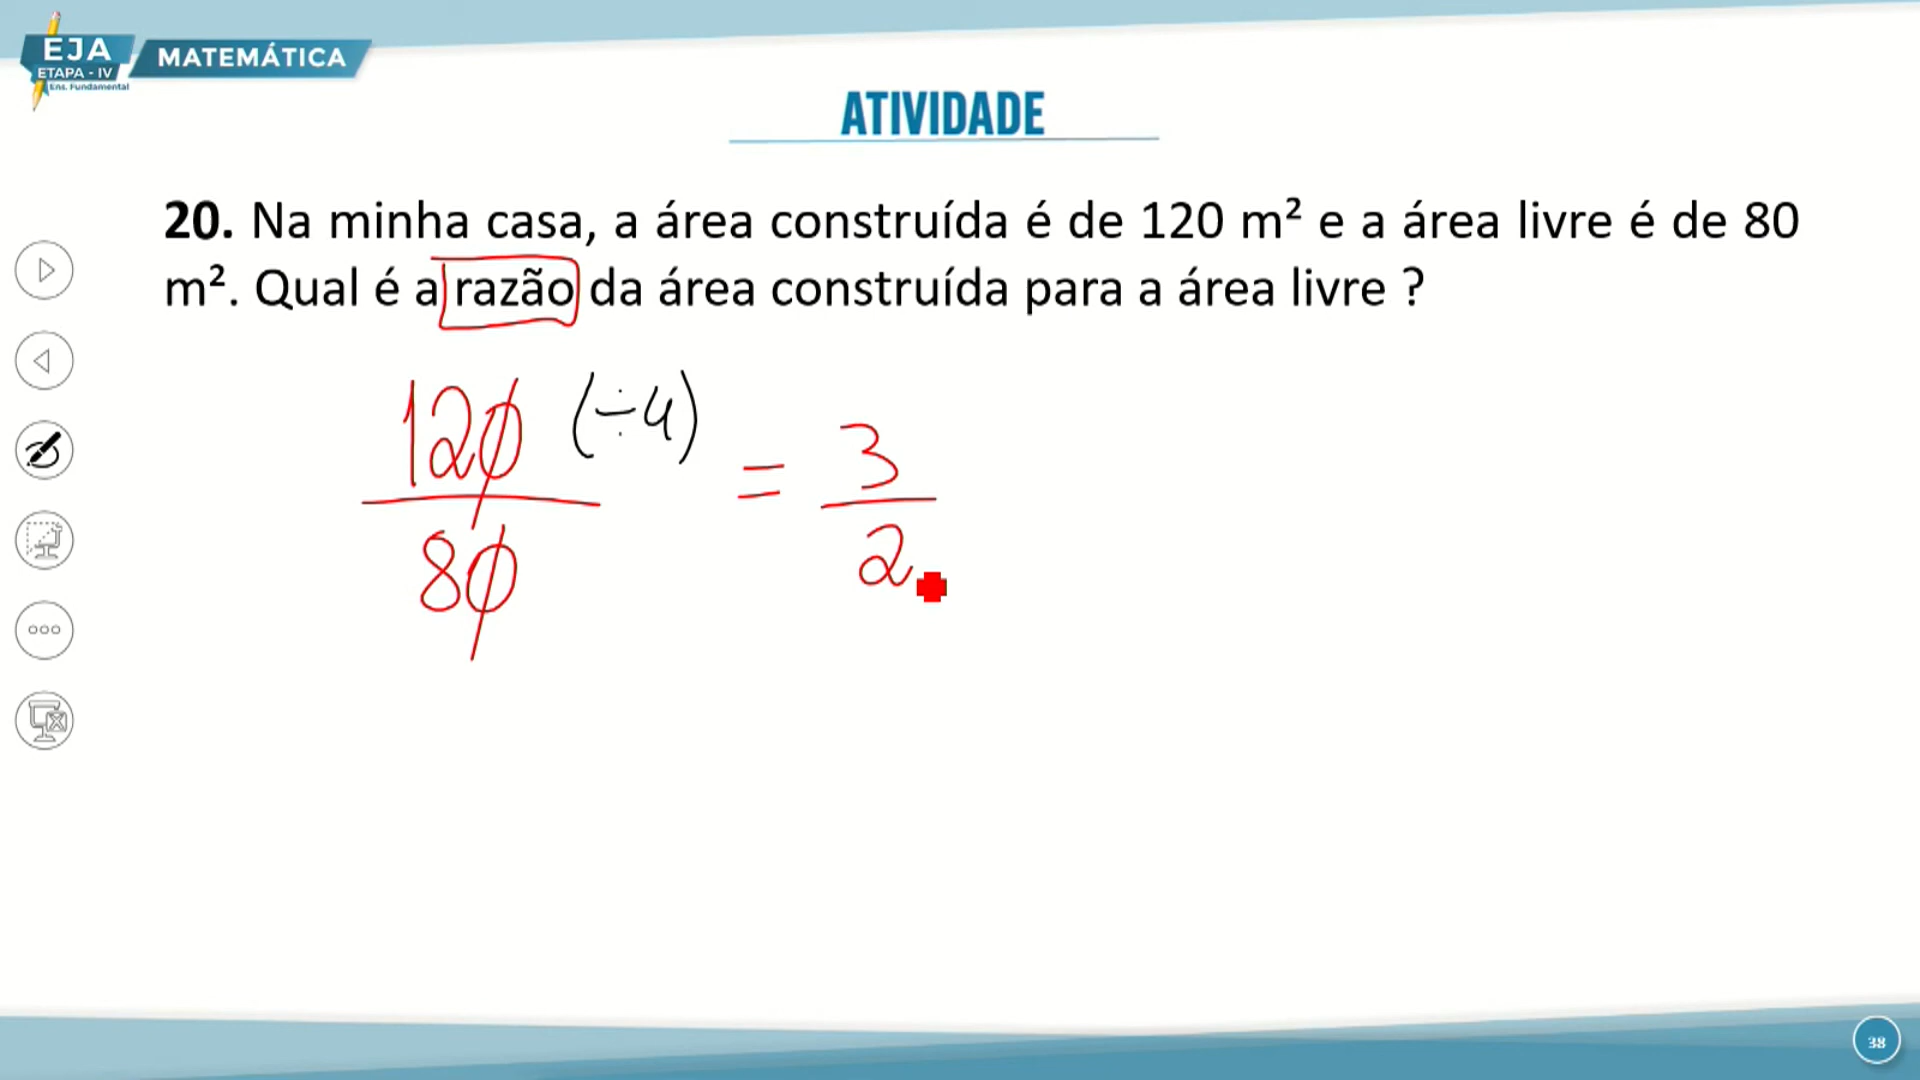 EJA
ETAPA - IV
Ens. Fundamental
MATEMÁTICA
ATIVIDADE
20. Na minha casa, a área construída é de 120 m² e a área livre é de 80
m². Qual é a razão da área construída para a área livre ?
120 (÷4) = 3
80 2
38